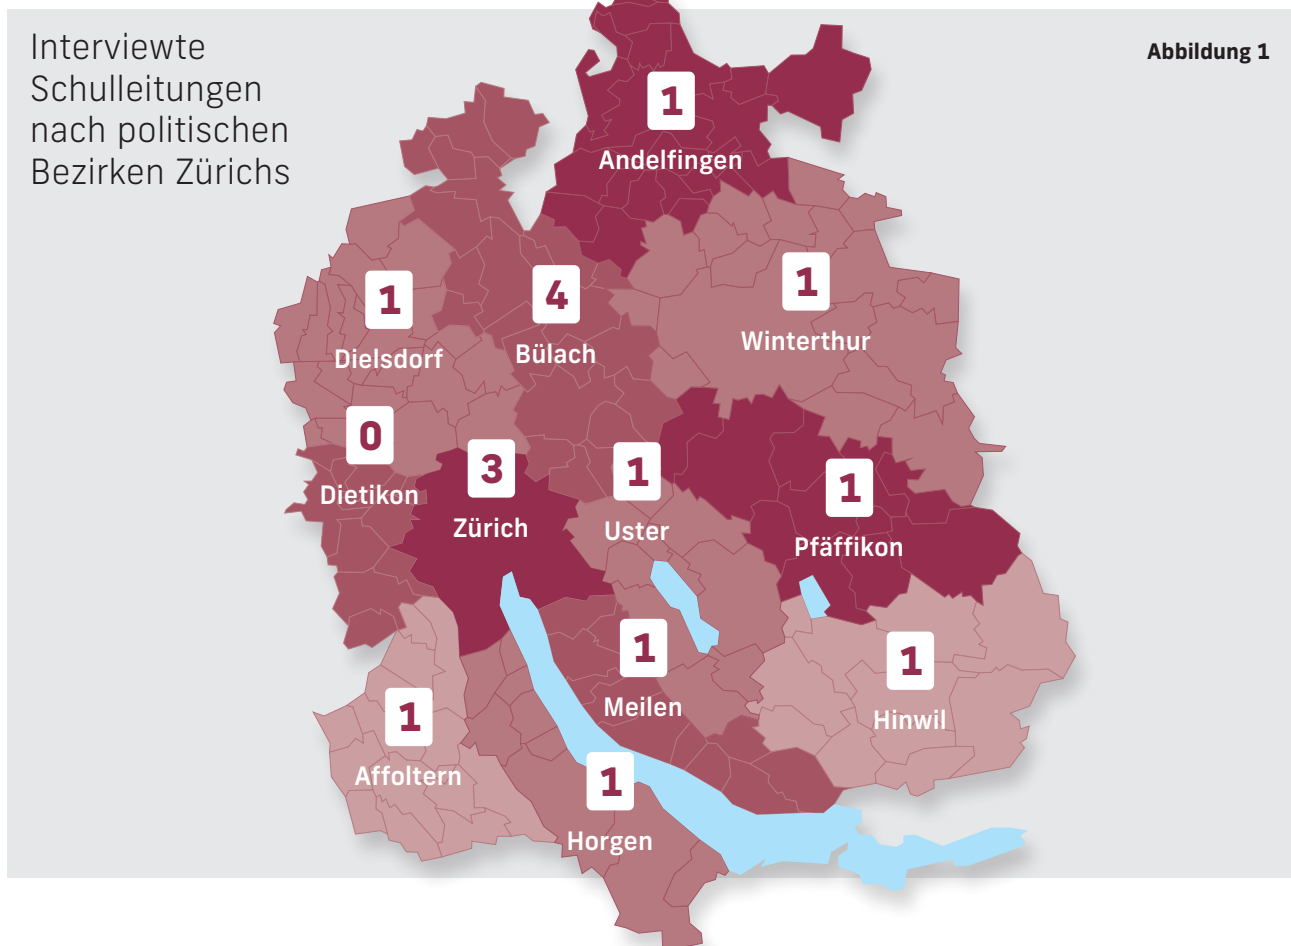 Interviewte
Schulleitungen
nach politischen
Bezirken Zürichs
Abbildung 1
1
Andelfingen
1
Dielsdorf
4
Bülach
1
Winterthur
0
Dietikon
3
Zürich
1
Uster
1
Pfäffikon
1
Meilen
1
Hinwil
1
Affoltern
1
Horgen